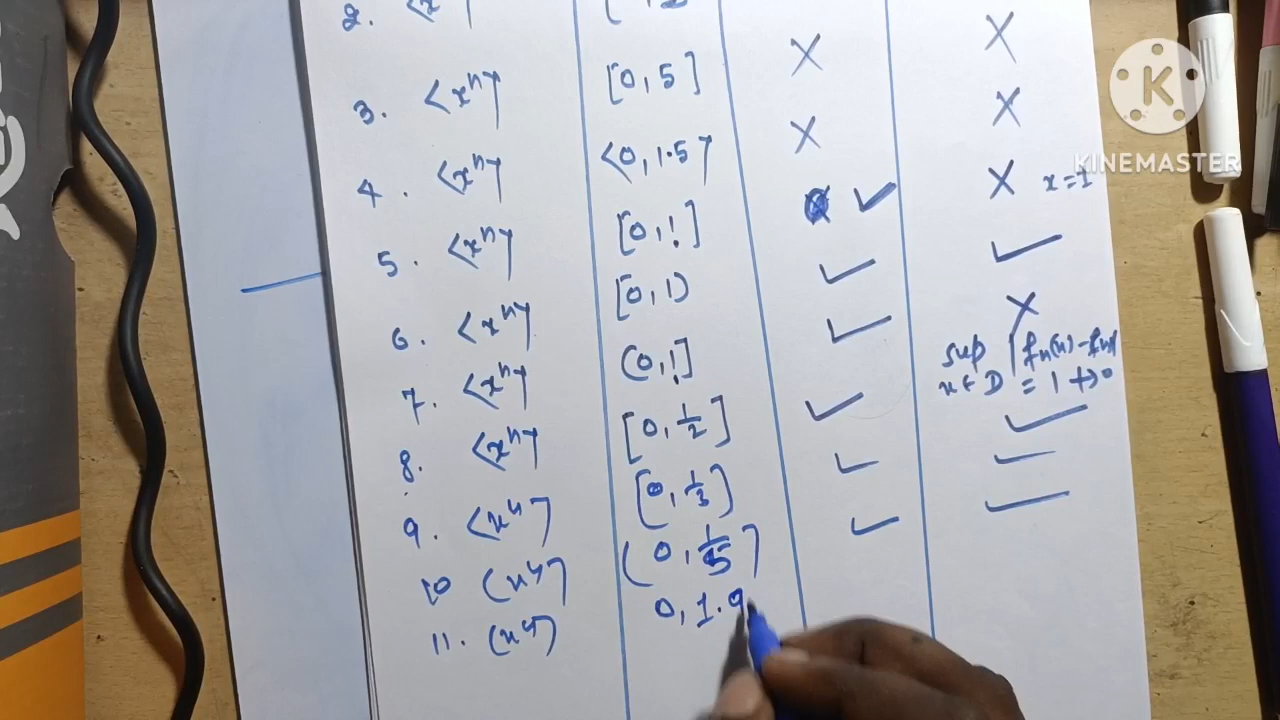 2. <xⁿ>
3. <xⁿ> [0, 5] X X
4. <xⁿ> <0, 1.5> X X
5. <xⁿ> [0, 1] ✓ X x=1
6. <xⁿ> [0, 1) ✓ ✓
7. <xⁿ> (0, 1] ✓ X
sup |fₙ(x) - f(x)|
x∈D = 1 ↛ 0
8. <xⁿ> [0, 1/2] ✓ ✓
9. <xⁿ> [0, 1/3) ✓ ✓
10 (xⁿ) (0, 1/5] ✓ ✓
11. (xⁿ) 0, 1.9
K
KINEMASTER